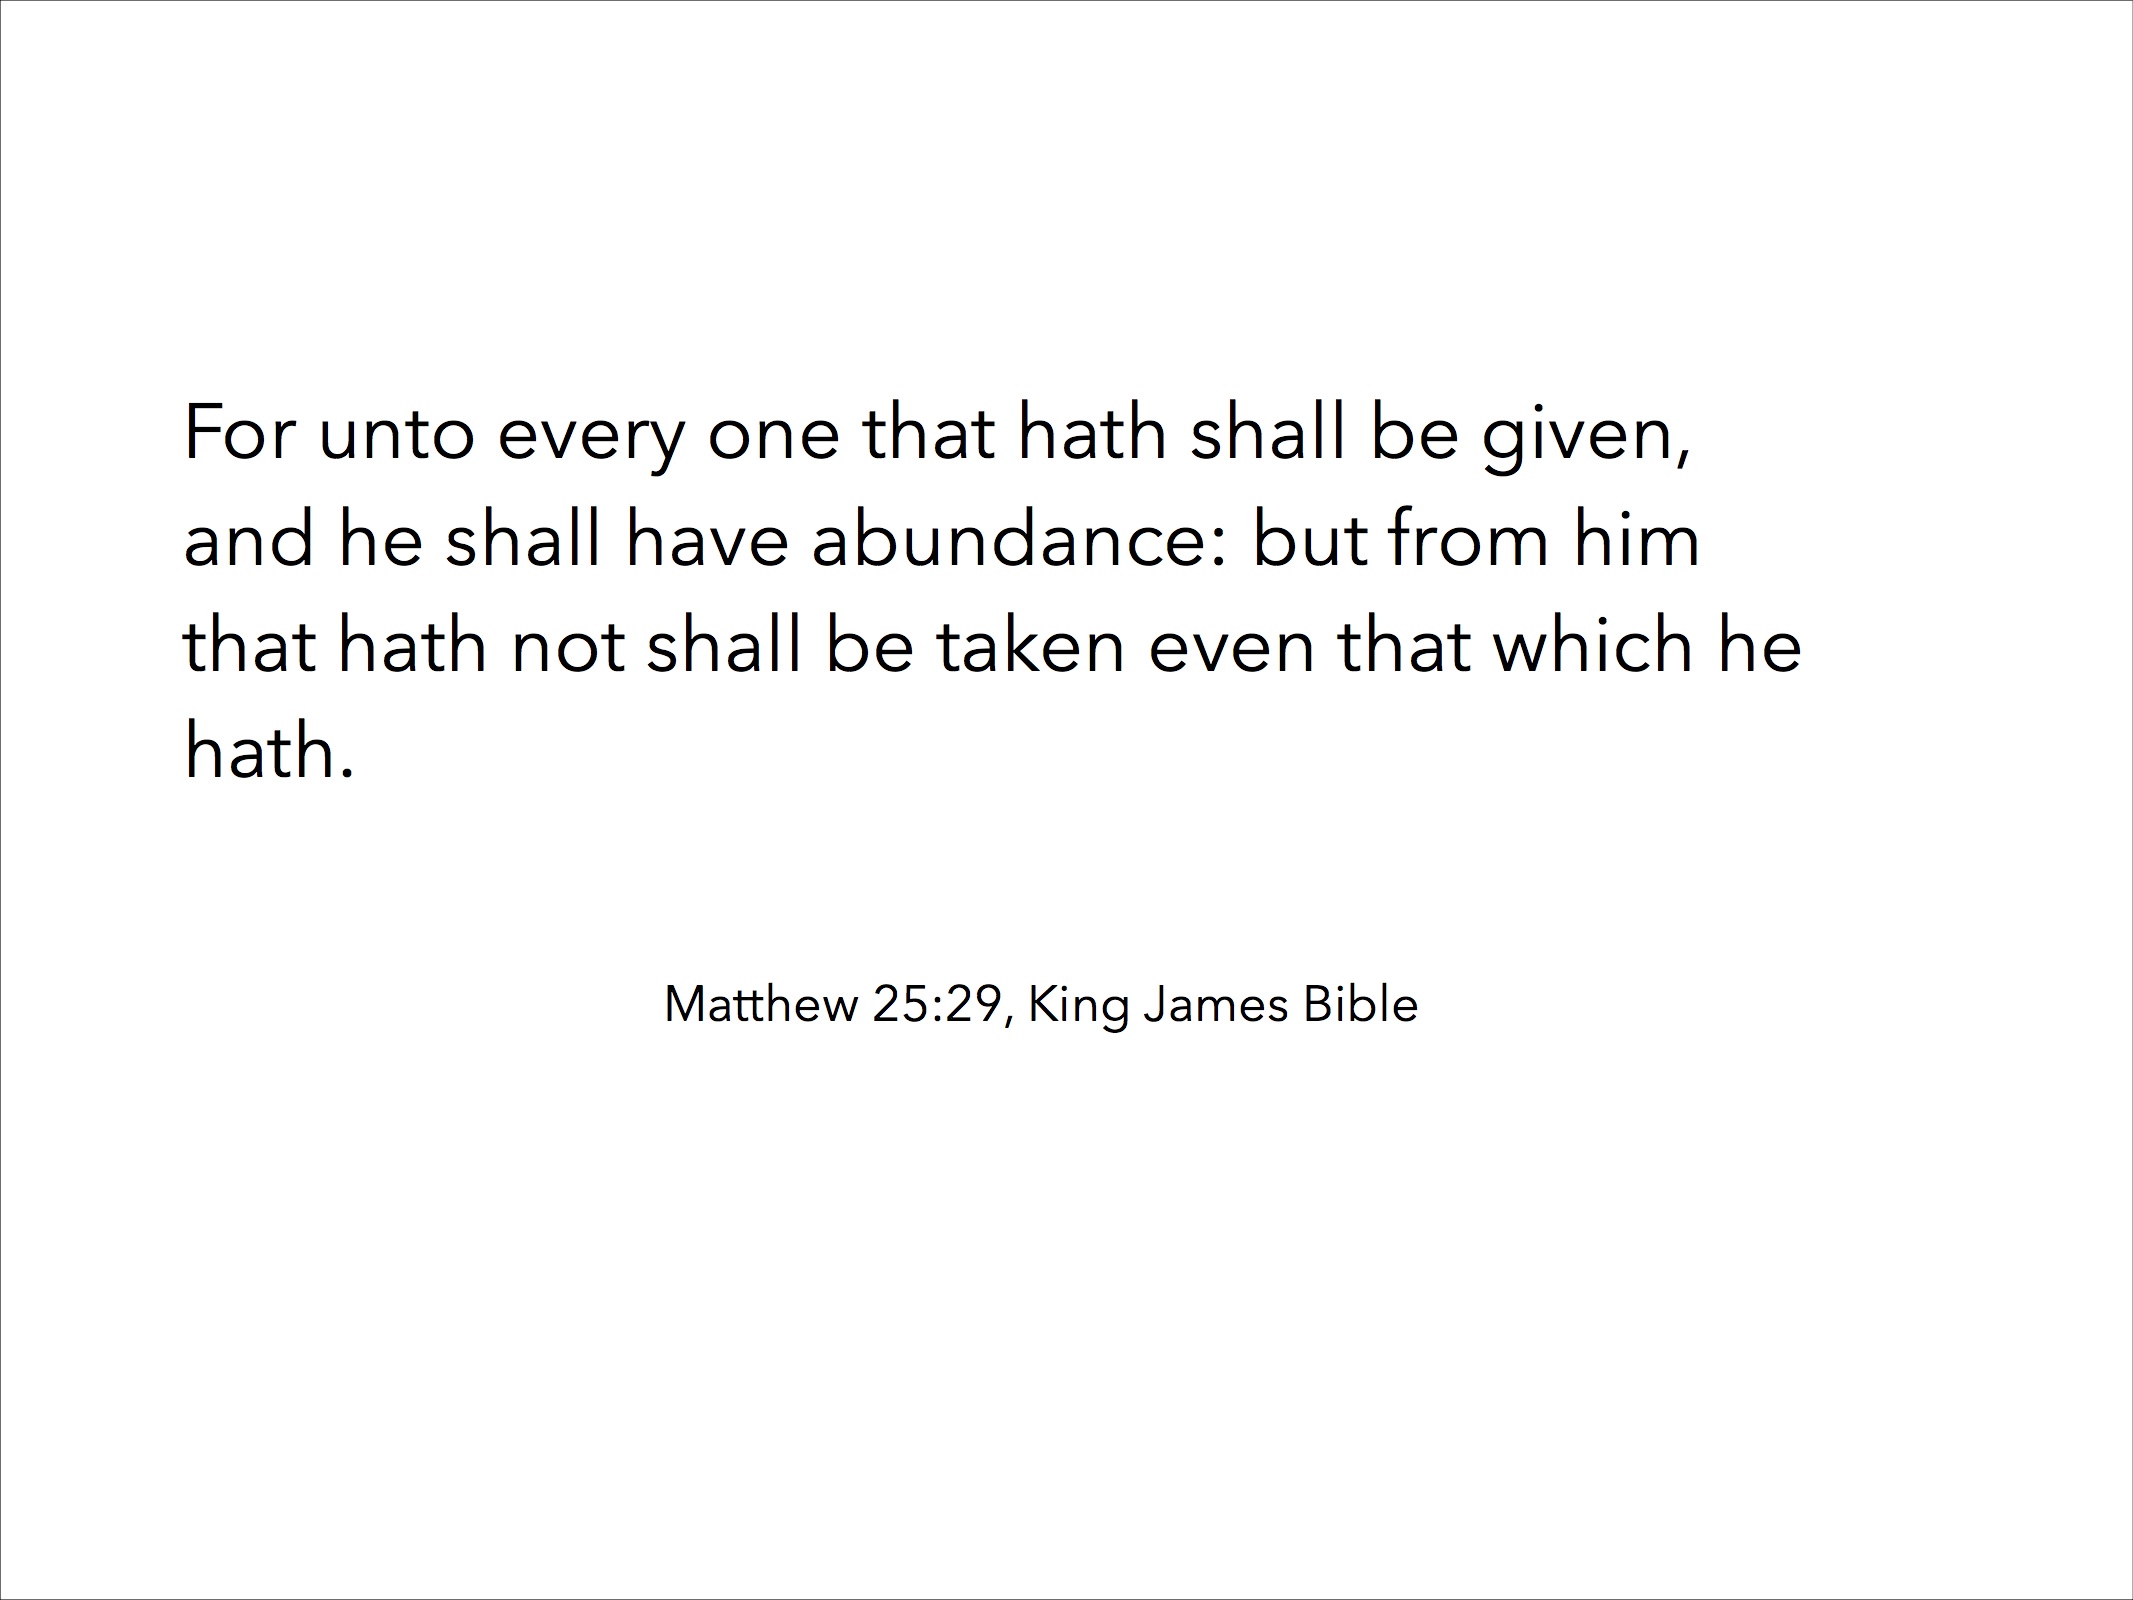 For unto every one that hath shall be given,
and he shall have abundance: but from him
that hath not shall be taken even that which he
hath.
Matthew 25:29, King James Bible